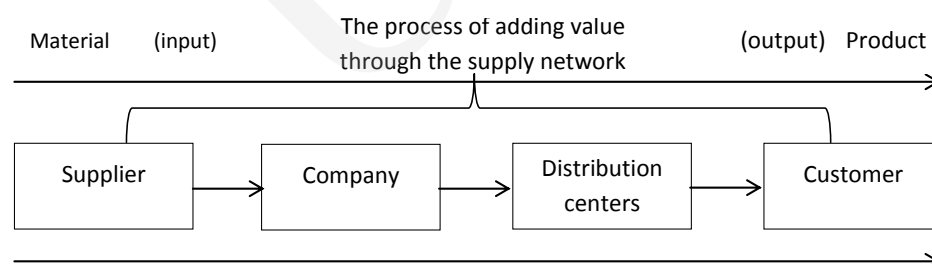 Material (input) The process of adding value (output) Product
through the supply network
Supplier Company Distribution Customer
centers